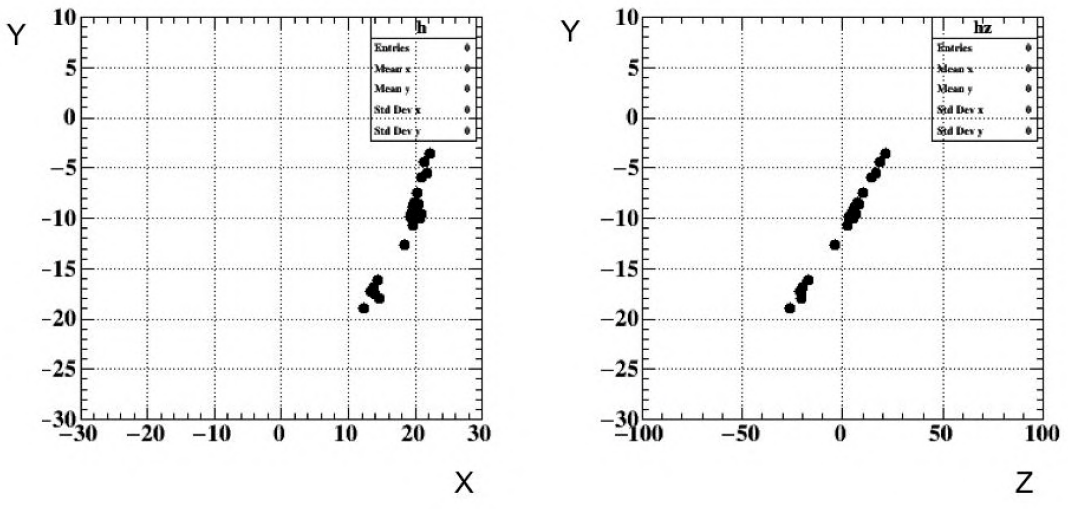 Y
10
h
Entries 0
Mean x 0
Mean y 0
Std Dev x 0
Std Dev y 0
5
0
−5
−10
−15
−20
−25
−30
−30 −20 −10 0 10 20 30
X
Y
10
hz
Entries 0
Mean x 0
Mean y 0
Std Dev x 0
Std Dev y 0
5
0
−5
−10
−15
−20
−25
−30
−100 −50 0 50 100
Z